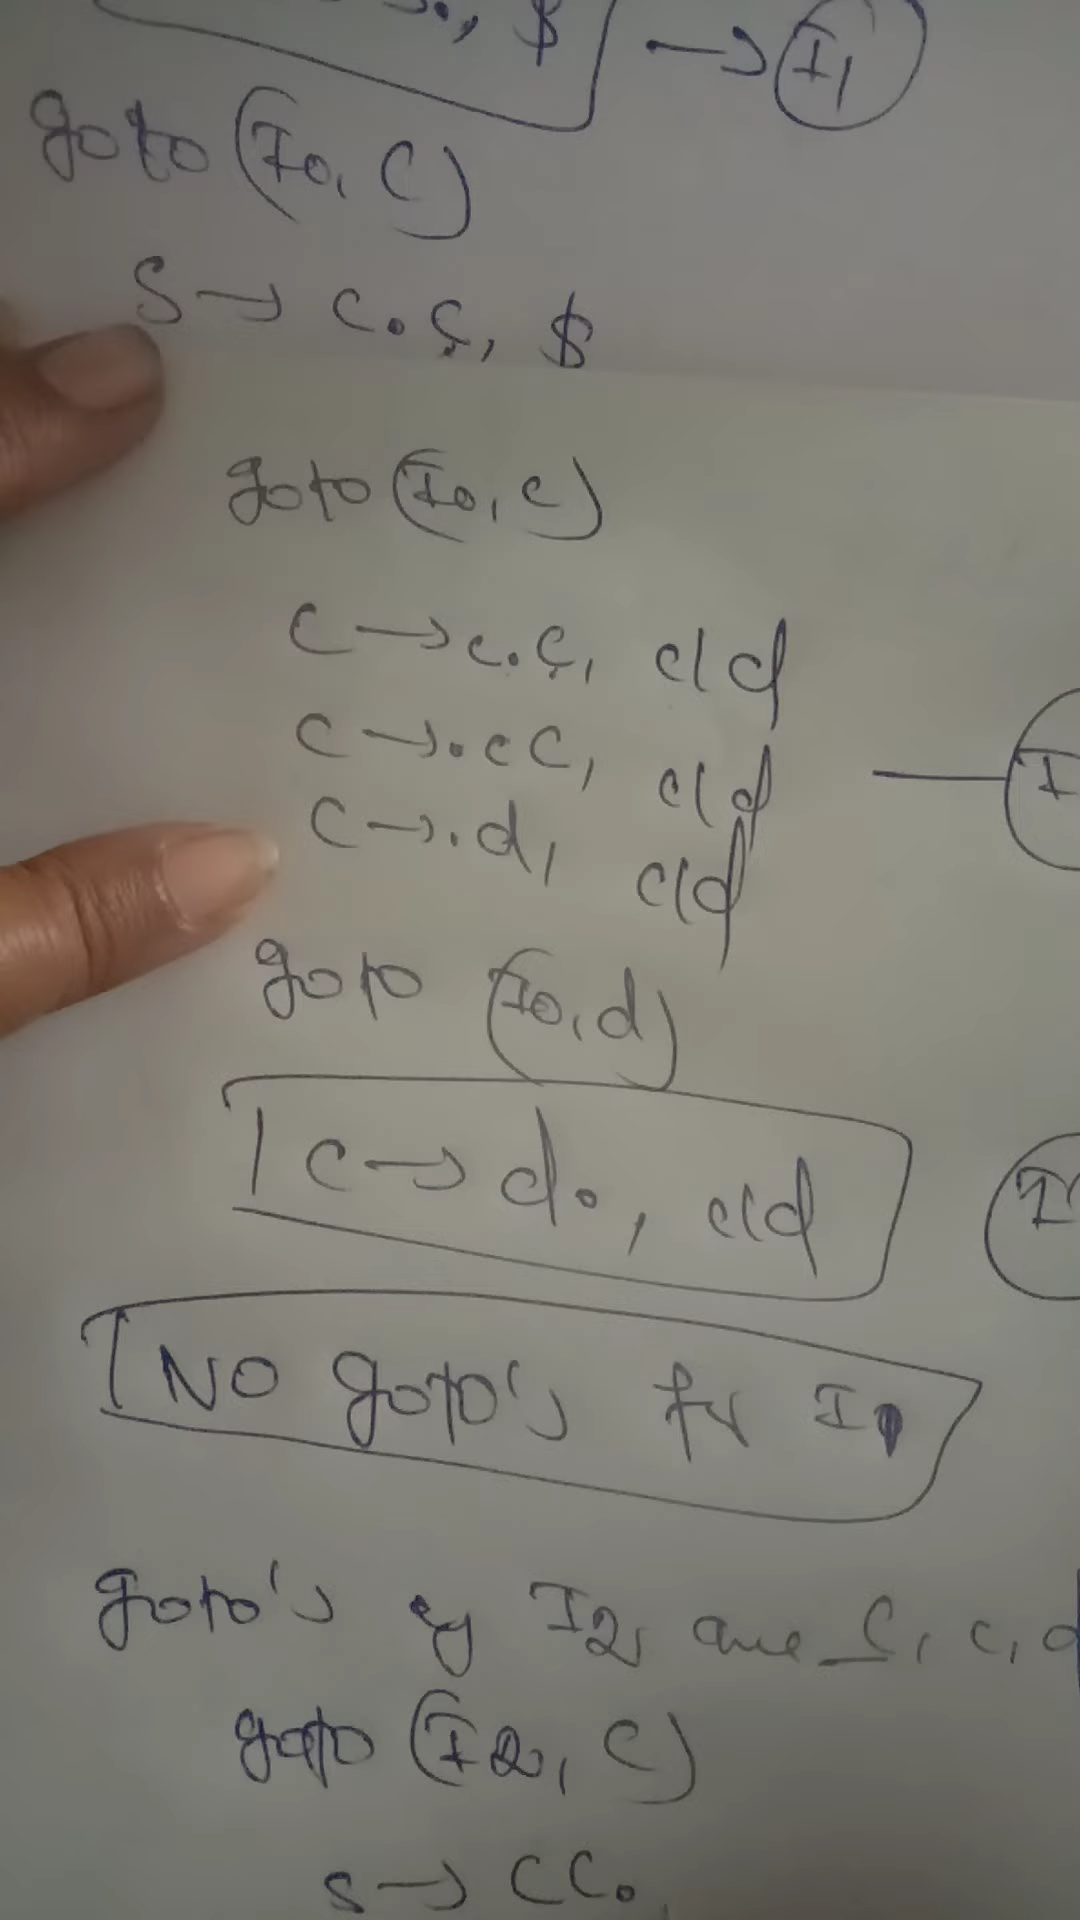 ., $ → I1
goto (I0, C)
S → C.C, $
goto (I0, c)
C → c.C, c/d
C → .cC, c/d
C → .d, c/d
I
goto (I0, d)
C → d., c/d
I
NO goto's for I1
goto's of I2 are C, c, d
goto (I2, C)
S → CC.